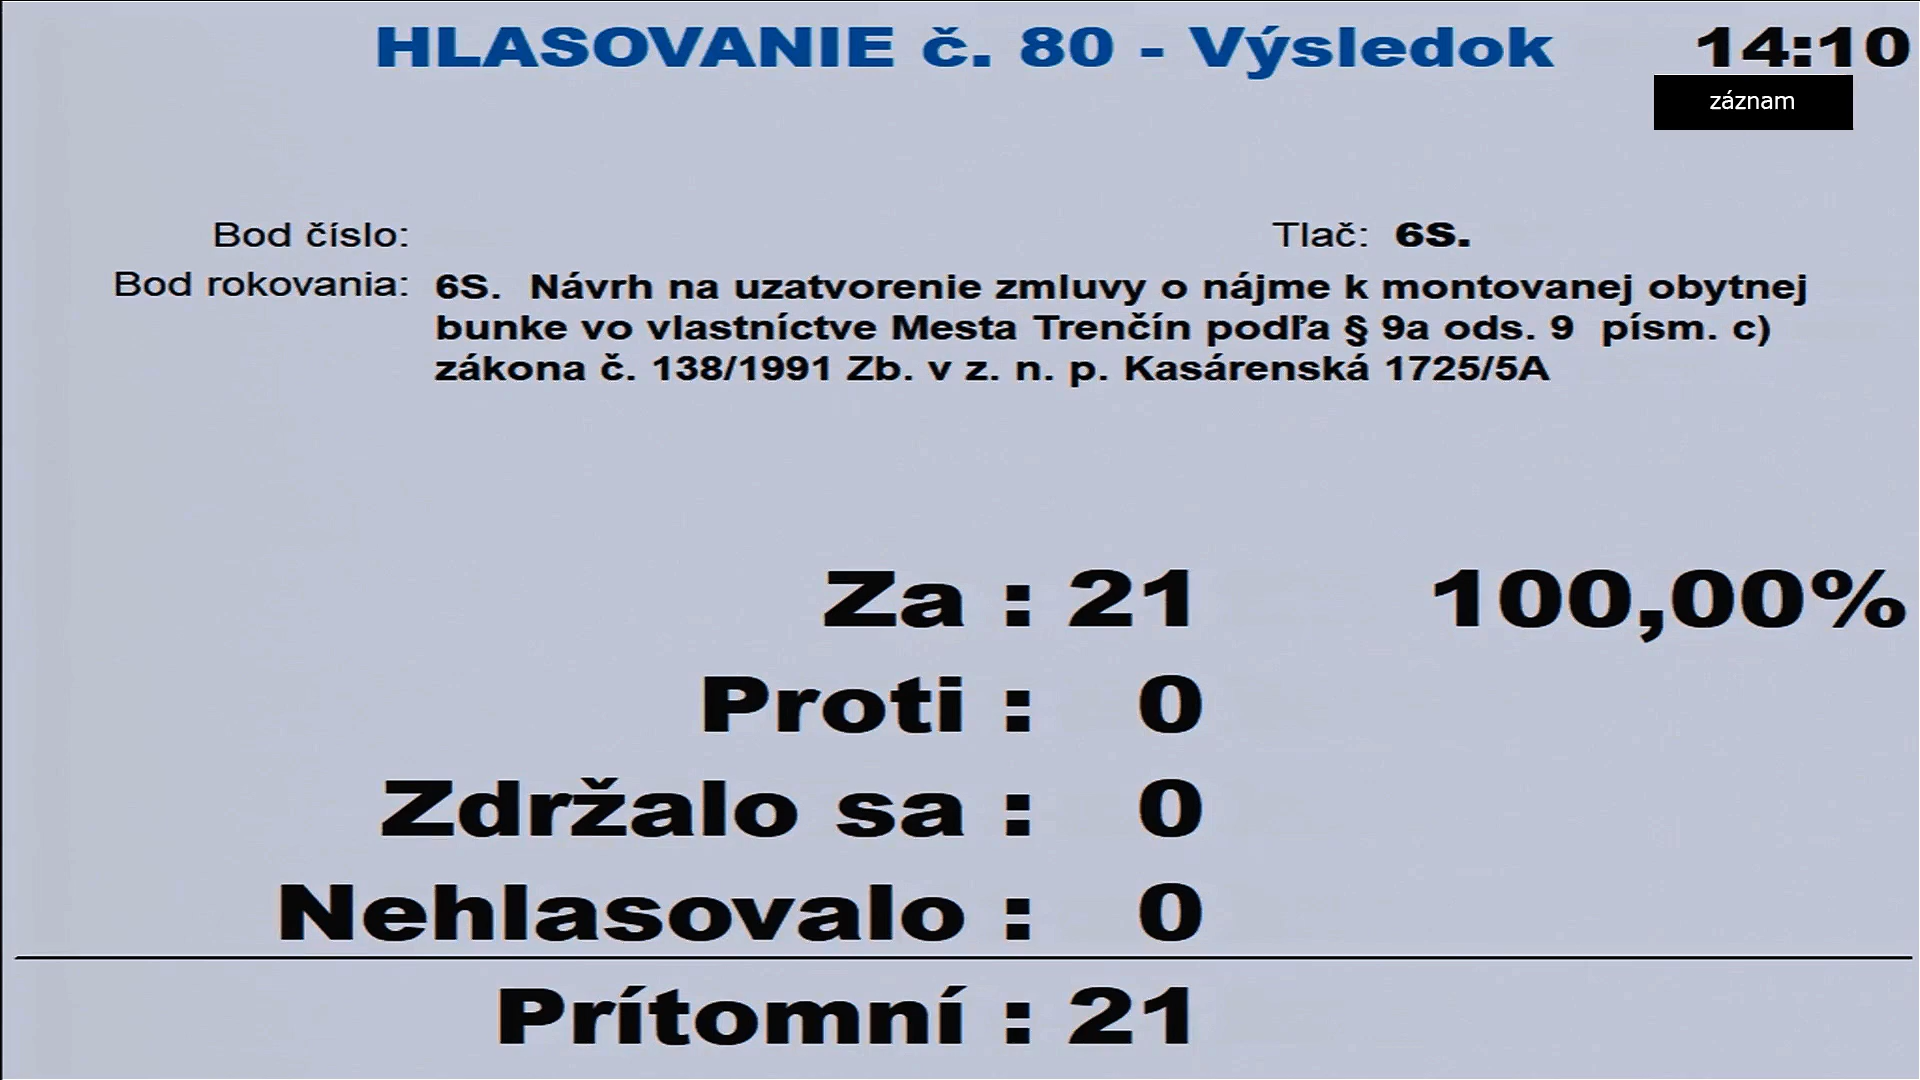 HLASOVANIE č. 80 - Výsledok 14:10
záznam
Bod číslo: Tlač: 6S.
Bod rokovania: 6S. Návrh na uzatvorenie zmluvy o nájme k montovanej obytnej
bunke vo vlastníctve Mesta Trenčín podľa § 9a ods. 9 písm. c)
zákona č. 138/1991 Zb. v z. n. p. Kasárenská 1725/5A
Za : 21 100,00%
Proti : 0
Zdržalo sa : 0
Nehlasovalo : 0
Prítomní : 21